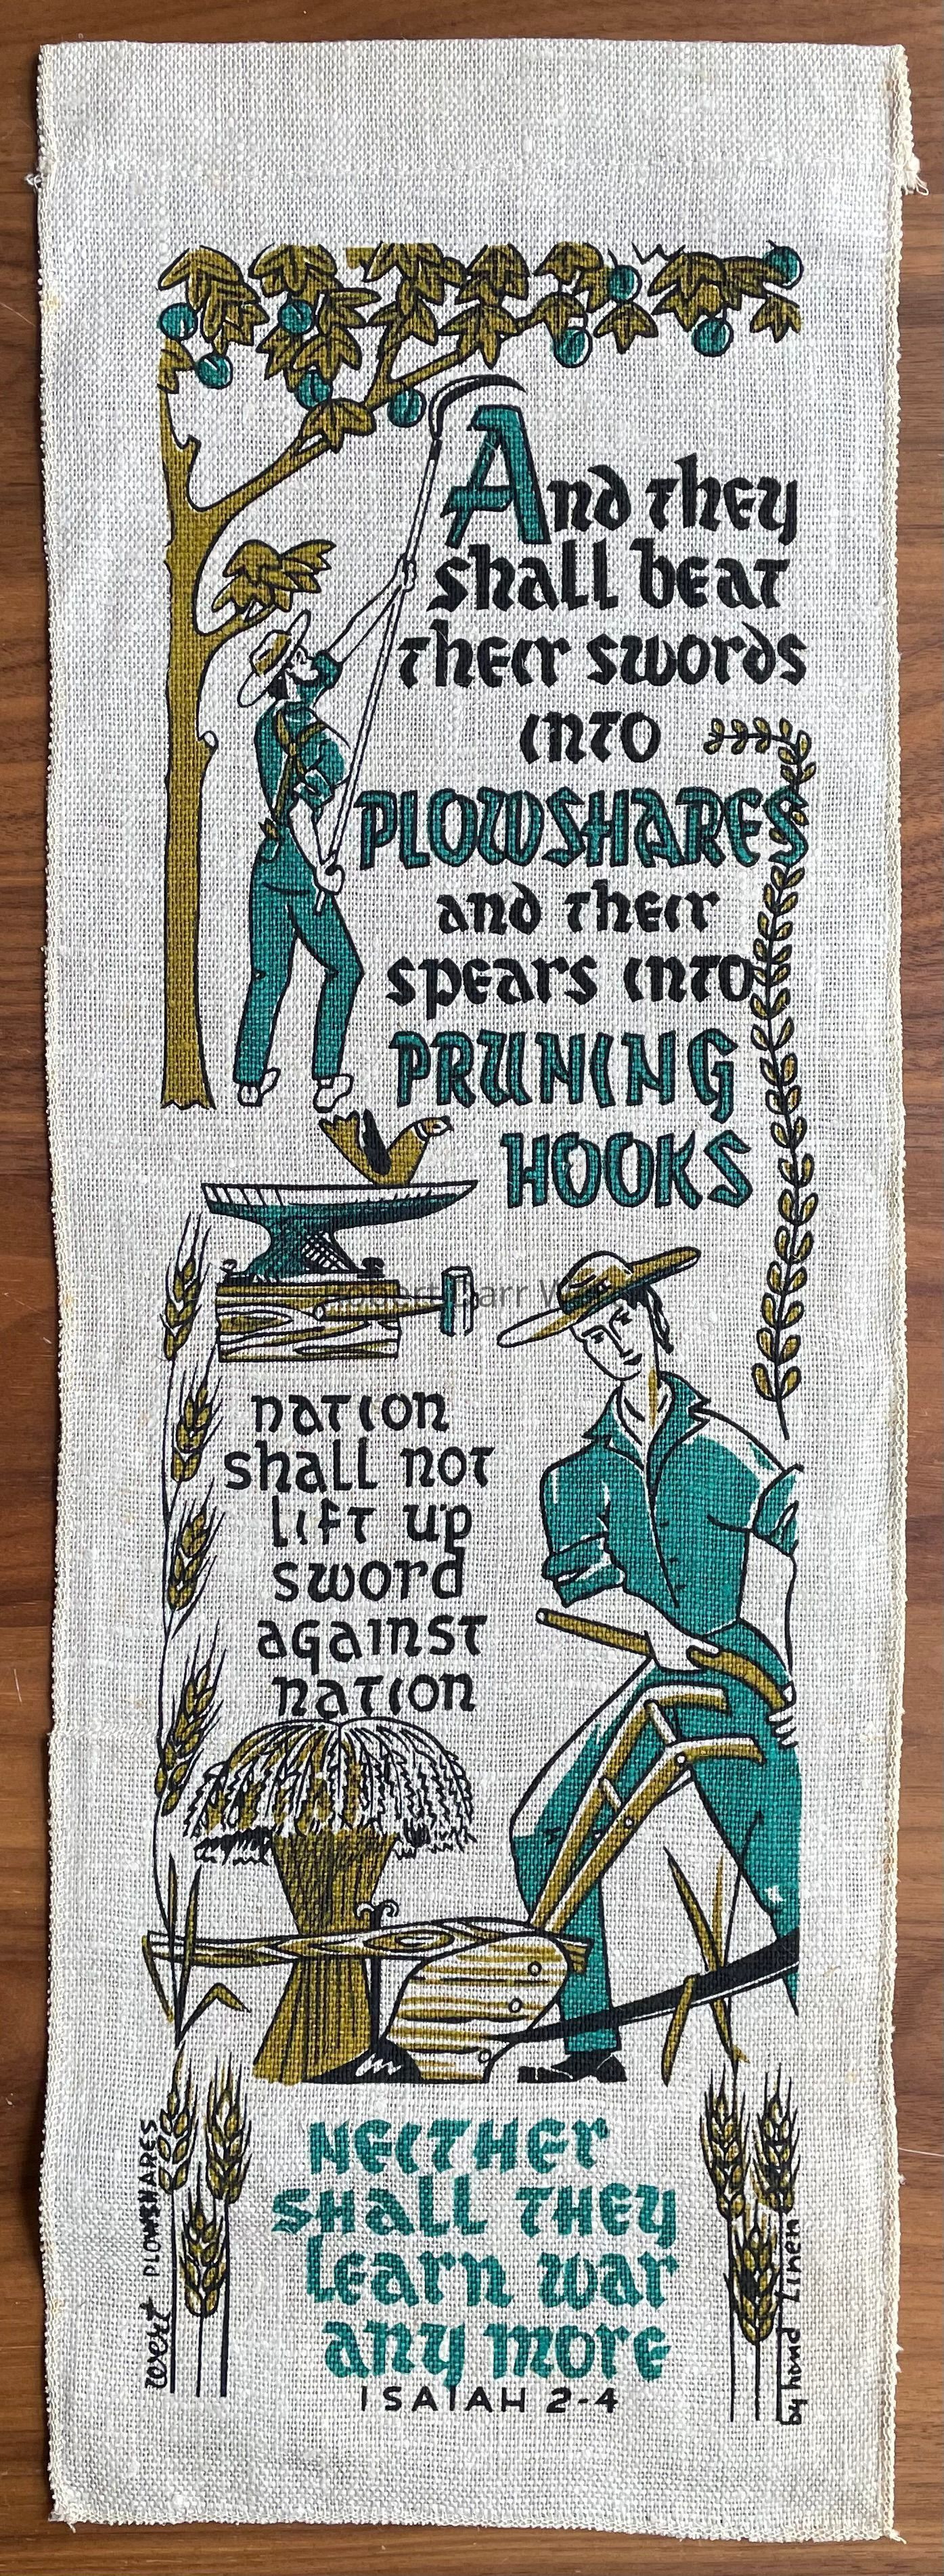 And they
shall beat
their swords
into
PLOWSHARES
and their
spears into
PRUNING
HOOKS
nation
shall not
lift up
sword
against
nation
NEITHER
SHALL THEY
learn war
any more
ISAIAH 2-4
PLOWSHARES
by hand Linen